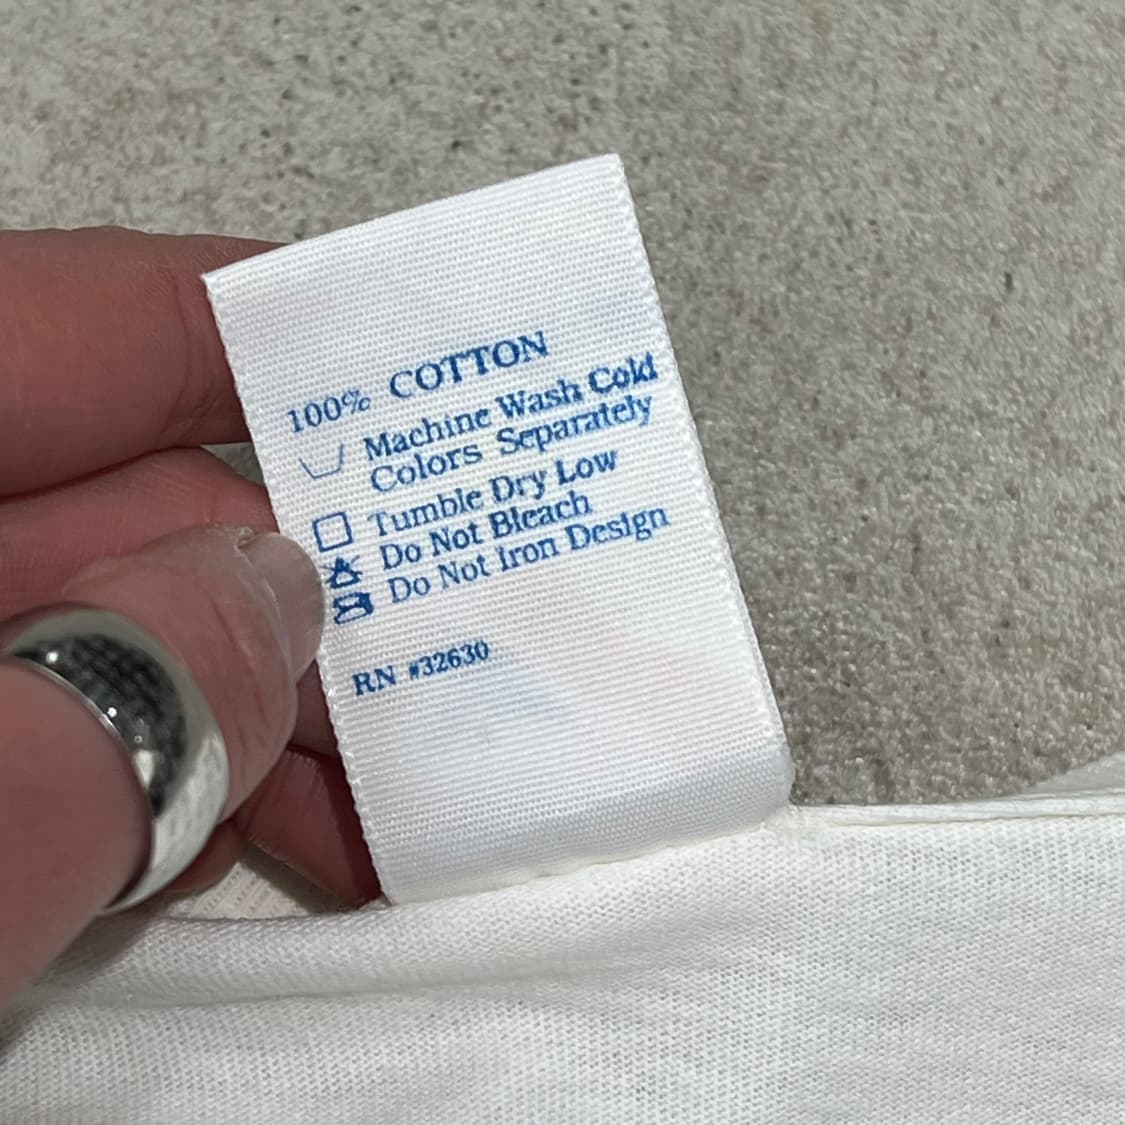 100% COTTON
Machine Wash Cold
Colors Separately
Tumble Dry Low
Do Not Bleach
Do Not Iron Design
RN #32630